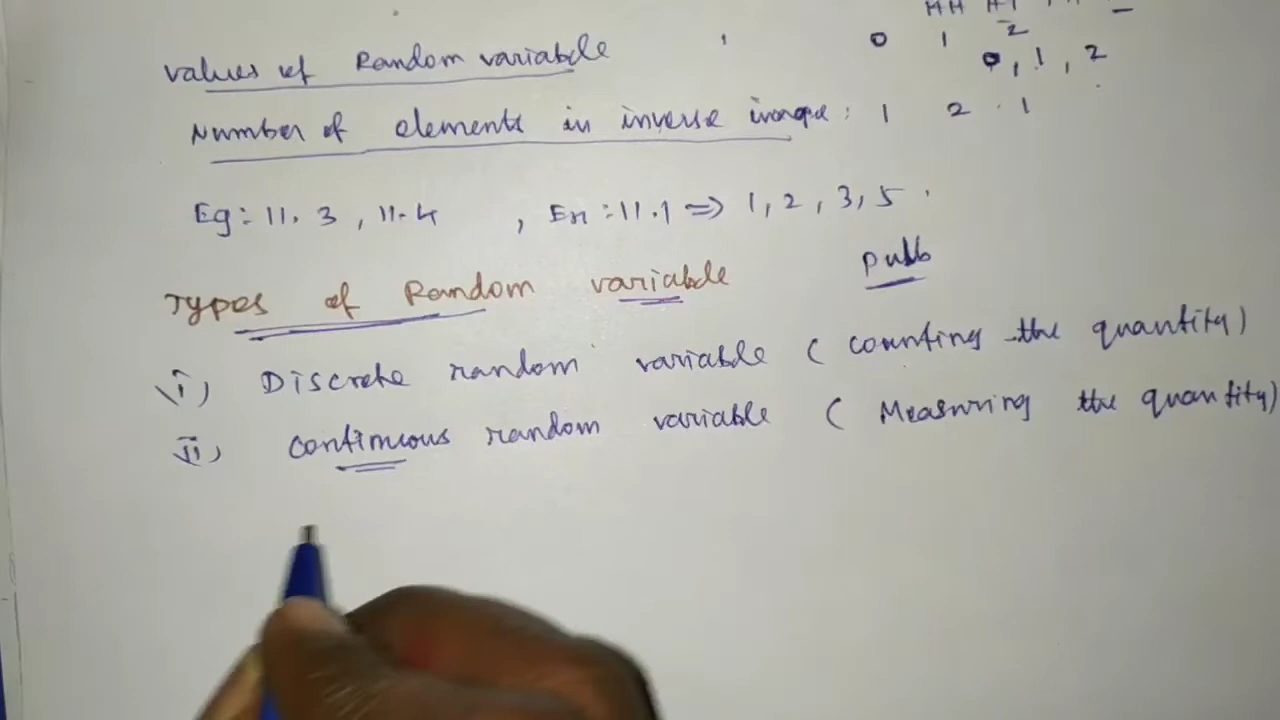 HH HT
values of Random variable 0 1 2
0, 1, 2
Number of elements in inverse image: 1 2 1
Eg: 11.3, 11.4, Ex: 11.1 ⇒ 1, 2, 3, 5
Types of Random variable
(i) Discrete random variable (counting the quantity)
(ii) continuous random variable (Measuring the quantity)